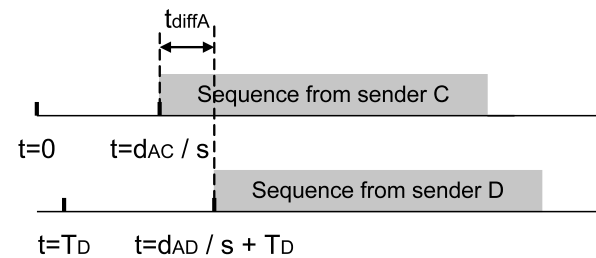 tdiffA
Sequence from sender C
t=0 t=dAC / s
Sequence from sender D
t=TD t=dAD / s + TD